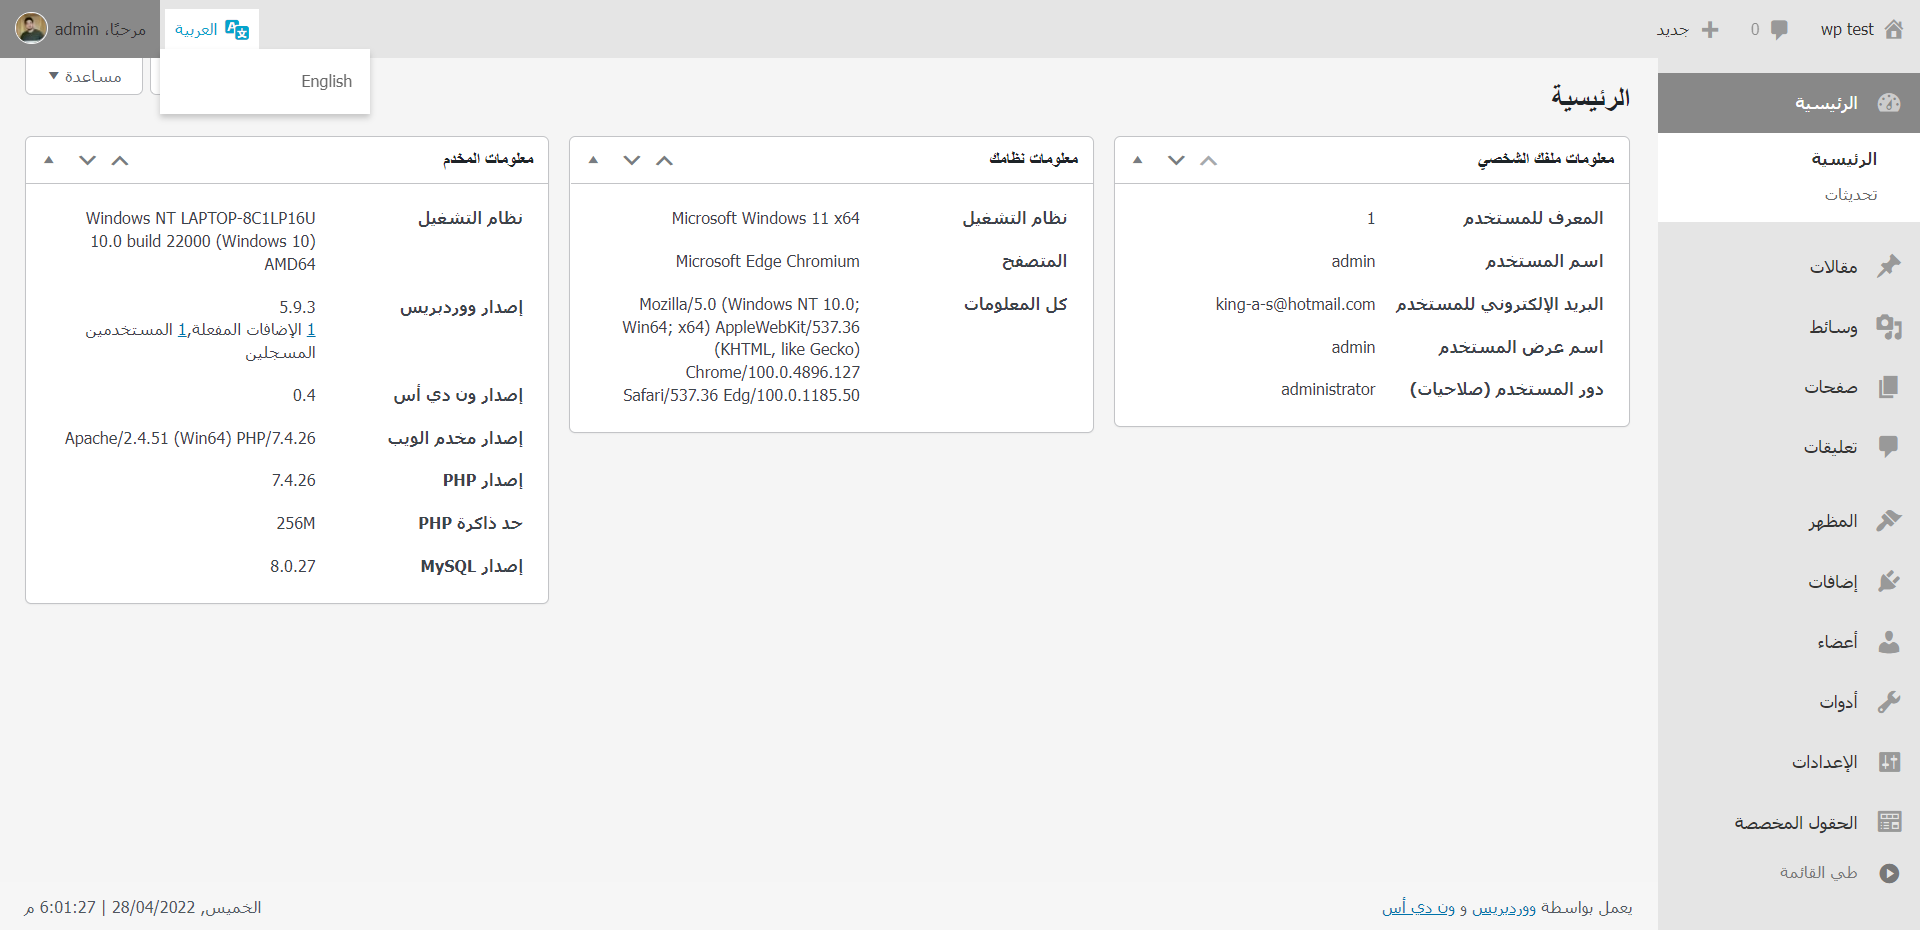 wp test
0
جديد
العربية
مرحبًا، admin
English
مساعدة
الرئيسية
الرئيسية
الرئيسية
تحديثات
مقالات
وسائط
صفحات
تعليقات
المظهر
إضافات
أعضاء
أدوات
الإعدادات
الحقول المخصصة
طي القائمة
معلومات ملفك الشخصي
المعرف للمستخدم 1
اسم المستخدم admin
البريد الإلكتروني للمستخدم king-a-s@hotmail.com
اسم عرض المستخدم admin
دور المستخدم (صلاحيات) administrator
معلومات نظامك
نظام التشغيل Microsoft Windows 11 x64
المتصفح Microsoft Edge Chromium
كل المعلومات Mozilla/5.0 (Windows NT 10.0;
Win64; x64) AppleWebKit/537.36
(KHTML, like Gecko)
Chrome/100.0.4896.127
Safari/537.36 Edg/100.0.1185.50
معلومات المخدم
نظام التشغيل Windows NT LAPTOP-8C1LP16U
10.0 build 22000 (Windows 10)
AMD64
إصدار ووردبريس 5.9.3
1 الإضافات المفعلة,1 المستخدمين
المسجلين
إصدار ون دي أس 0.4
إصدار مخدم الويب Apache/2.4.51 (Win64) PHP/7.4.26
إصدار PHP 7.4.26
حد ذاكرة PHP 256M
إصدار MySQL 8.0.27
يعمل بواسطة ووردبريس و ون دي أس
الخميس, 28/04/2022 | 6:01:27 م